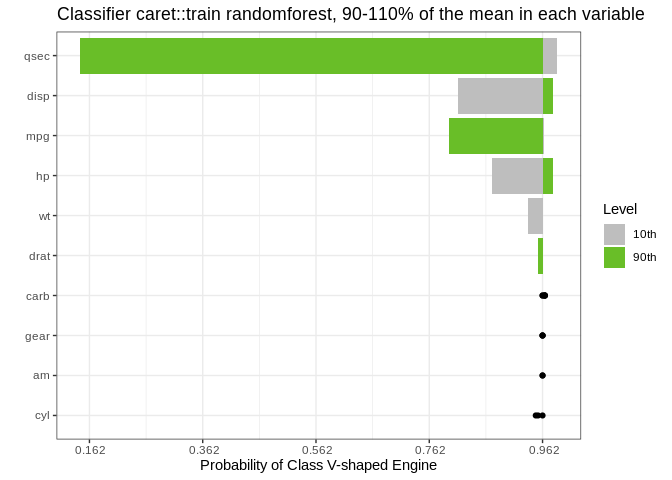 Classifier caret::train randomforest, 90-110% of the mean in each variable
qsec
disp
mpg
hp
wt
drat
carb
gear
am
cyl
0.162 0.362 0.562 0.762 0.962
Probability of Class V-shaped Engine
Level
10th
90th